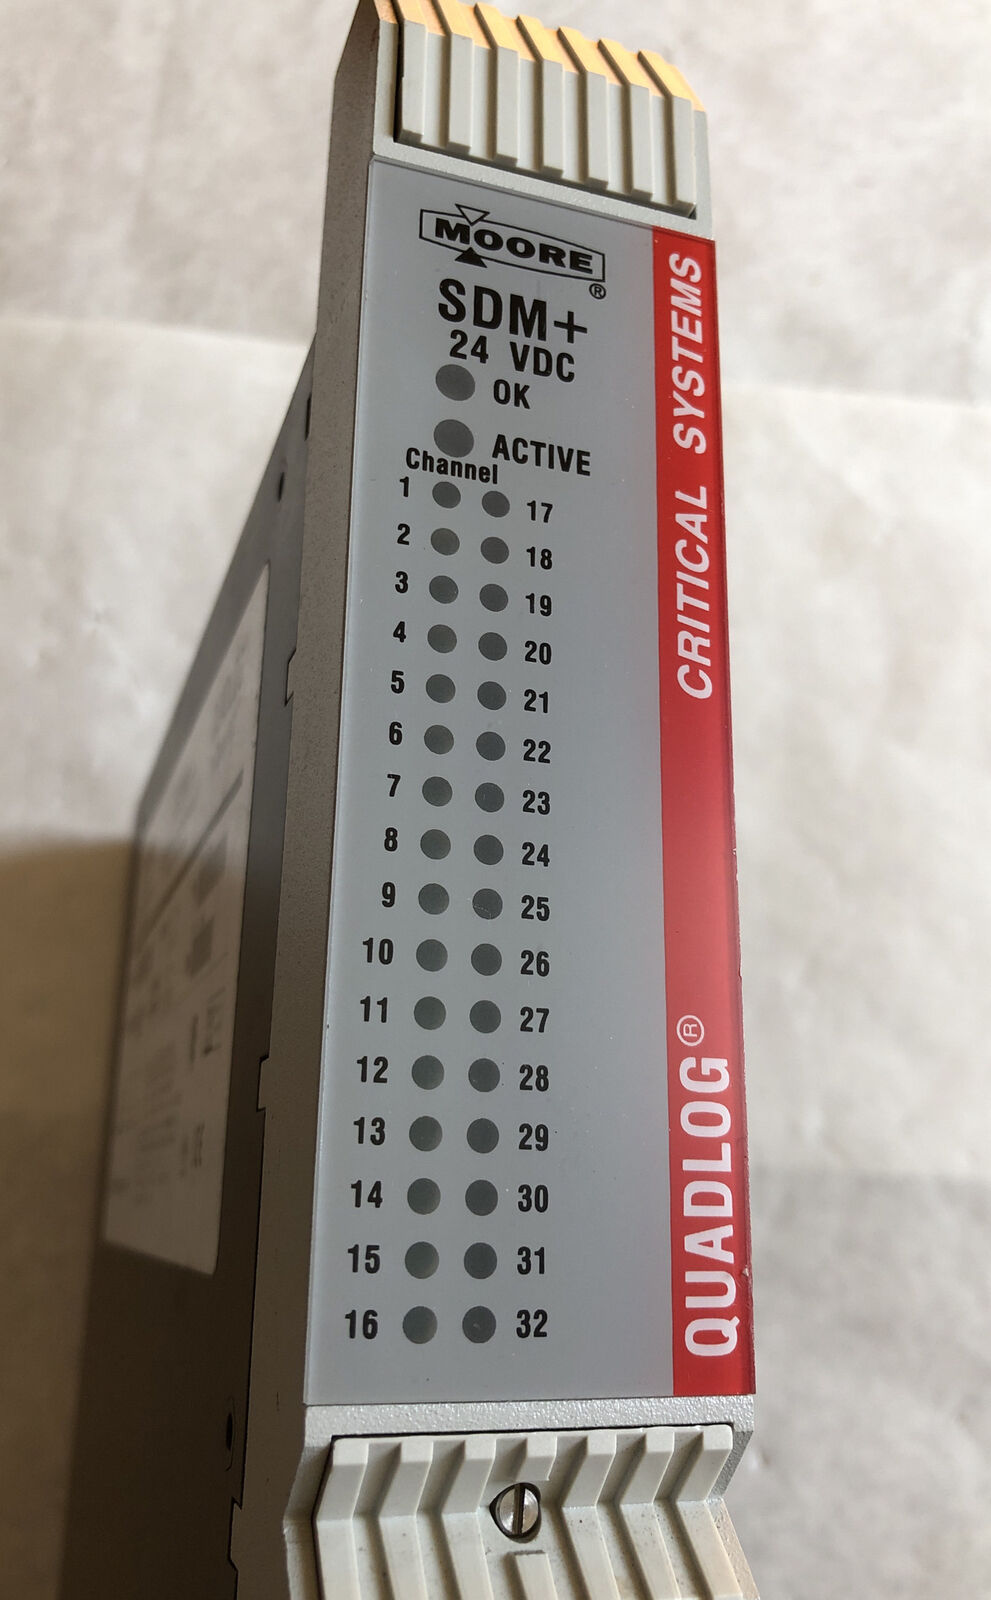 MOORE
®
SDM+
24 VDC
OK
ACTIVE
Channel
1 17
2 18
3 19
4 20
5 21
6 22
7 23
8 24
9 25
10 26
11 27
12 28
13 29
14 30
15 31
16 32
CRITICAL SYSTEMS
QUADLOG®